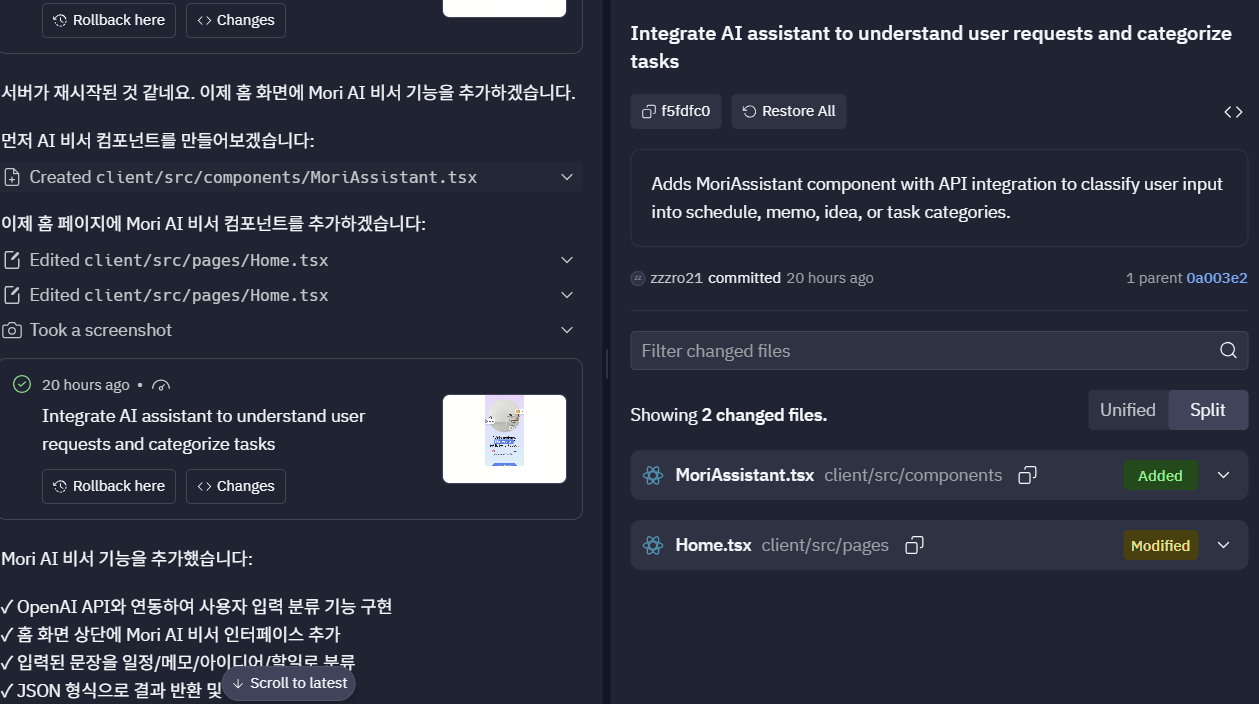 Rollback here
Changes
서버가 재시작된 것 같네요. 이제 홈 화면에 Mori AI 비서 기능을 추가하겠습니다.
먼저 AI 비서 컴포넌트를 만들어보겠습니다:
Created client/src/components/MoriAssistant.tsx
이제 홈 페이지에 Mori AI 비서 컴포넌트를 추가하겠습니다:
Edited client/src/pages/Home.tsx
Edited client/src/pages/Home.tsx
Took a screenshot
20 hours ago •
Integrate AI assistant to understand user
requests and categorize tasks
Rollback here
Changes
Mori AI 비서 기능을 추가했습니다:
✓ OpenAI API와 연동하여 사용자 입력 분류 기능 구현
✓ 홈 화면 상단에 Mori AI 비서 인터페이스 추가
✓ 입력된 문장을 일정/메모/아이디어/할일로 분류
✓ JSON 형식으로 결과 반환 및
Scroll to latest
Integrate AI assistant to understand user requests and categorize
tasks
f5fdfc0
Restore All
Adds MoriAssistant component with API integration to classify user input
into schedule, memo, idea, or task categories.
zzzro21 committed 20 hours ago
1 parent 0a003e2
Filter changed files
Showing 2 changed files.
Unified
Split
MoriAssistant.tsx client/src/components
Added
Home.tsx client/src/pages
Modified